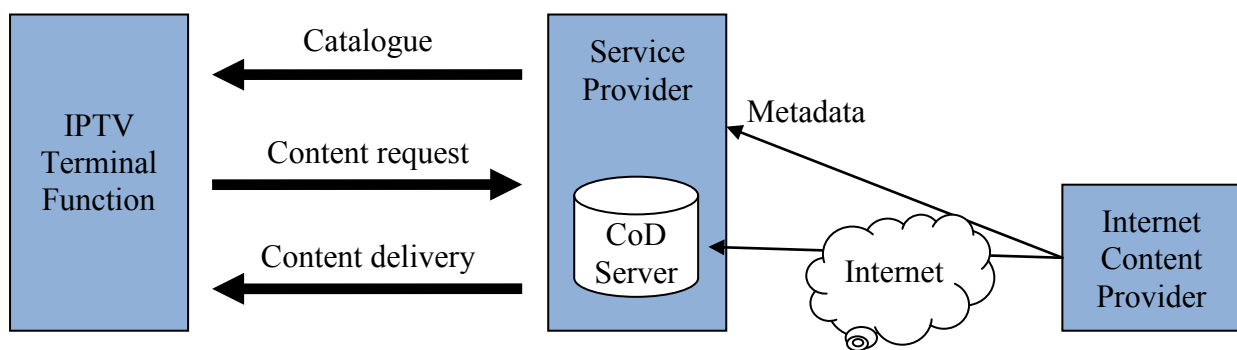 IPTV
Terminal
Function
Catalogue
Content request
Content delivery
Service
Provider
CoD
Server
Metadata
Internet
Internet
Content
Provider